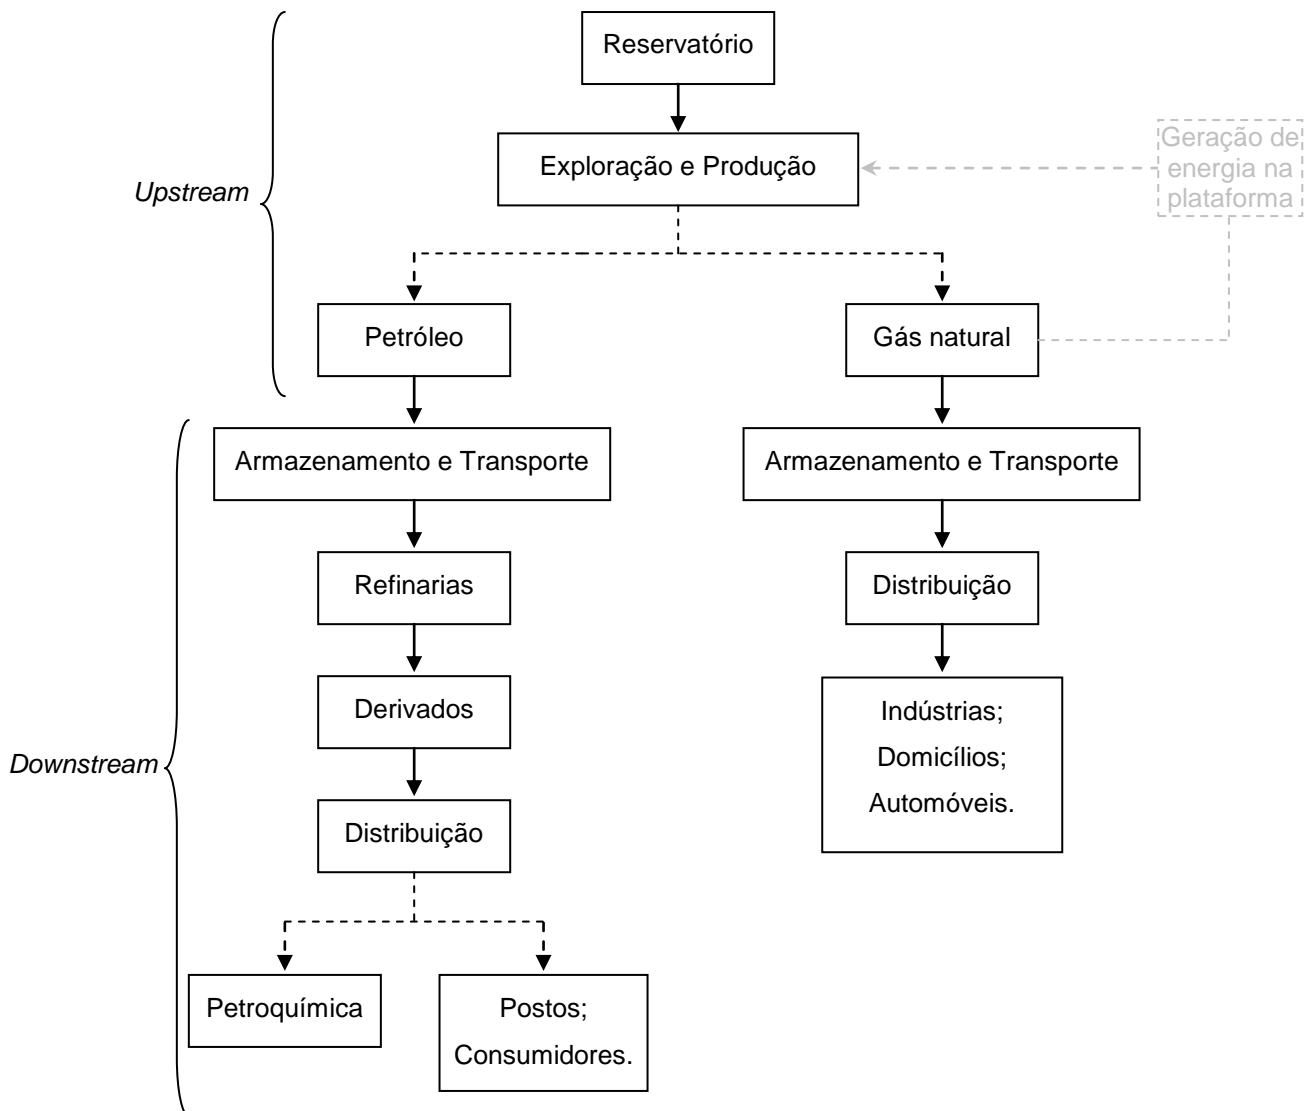 Reservatório
Exploração e Produção
Geração de
energia na
plataforma
Upstream
Petróleo
Gás natural
Armazenamento e Transporte
Armazenamento e Transporte
Refinarias
Distribuição
Derivados
Indústrias;
Domicílios;
Automóveis.
Downstream
Distribuição
Petroquímica
Postos;
Consumidores.